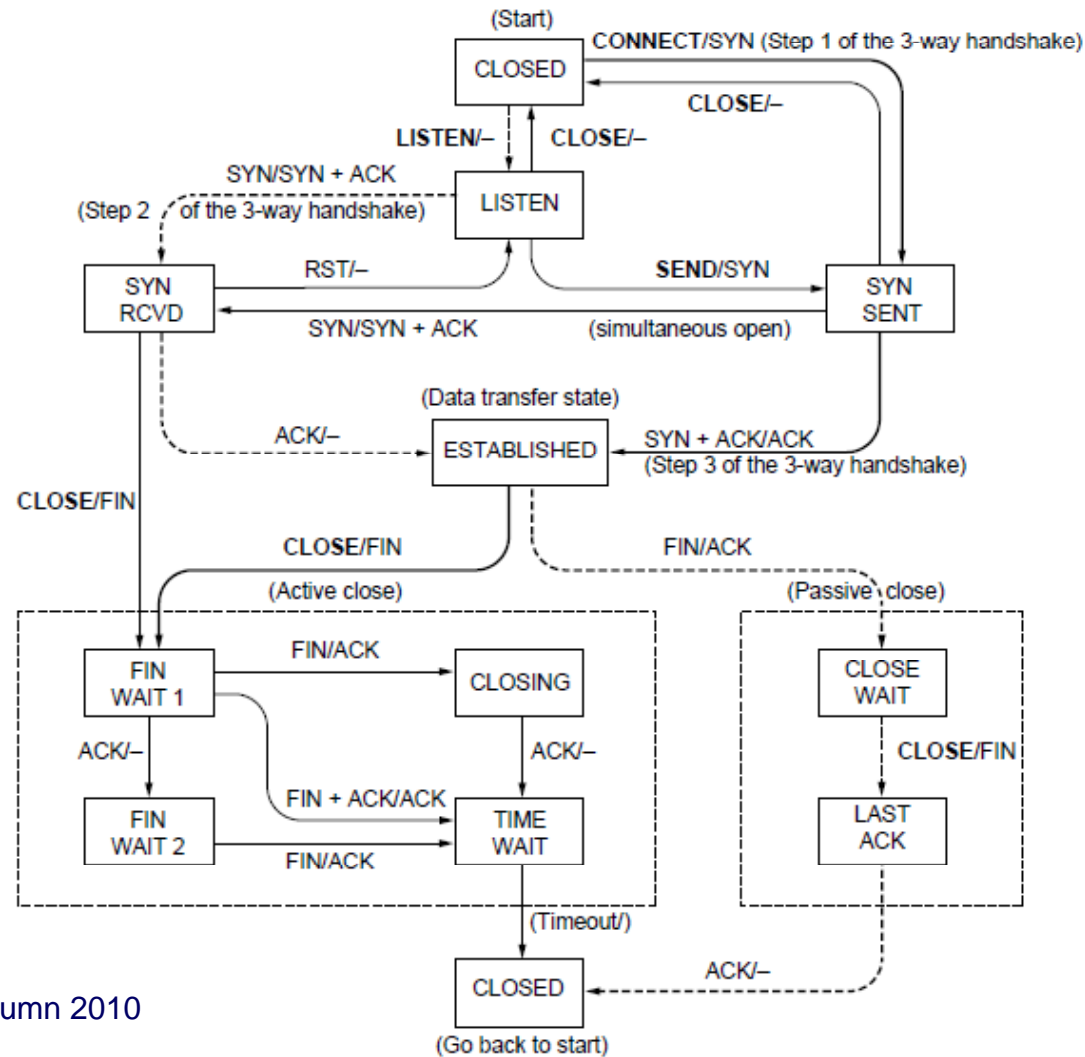 (Start)
CONNECT/SYN (Step 1 of the 3-way handshake)
CLOSED
CLOSE/–
LISTEN/–
CLOSE/–
SYN/SYN + ACK
(Step 2 of the 3-way handshake)
LISTEN
RST/–
SEND/SYN
SYN
RCVD
SYN
SENT
SYN/SYN + ACK
(simultaneous open)
(Data transfer state)
ACK/–
ESTABLISHED
SYN + ACK/ACK
(Step 3 of the 3-way handshake)
CLOSE/FIN
CLOSE/FIN
FIN/ACK
(Active close)
(Passive close)
FIN
WAIT 1
FIN/ACK
CLOSING
CLOSE
WAIT
ACK/–
ACK/–
CLOSE/FIN
FIN + ACK/ACK
FIN
WAIT 2
TIME
WAIT
LAST
ACK
FIN/ACK
(Timeout/)
CLOSED
ACK/–
umn 2010
(Go back to start)